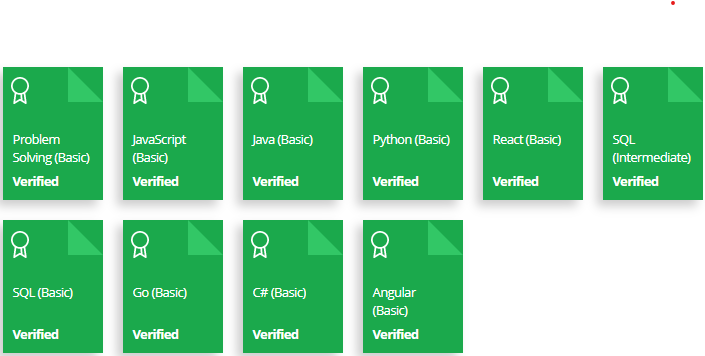 Problem
Solving (Basic)
Verified
JavaScript
(Basic)
Verified
Java (Basic)
Verified
Python (Basic)
Verified
React (Basic)
Verified
SQL
(Intermediate)
Verified
SQL (Basic)
Verified
Go (Basic)
Verified
C# (Basic)
Verified
Angular
(Basic)
Verified